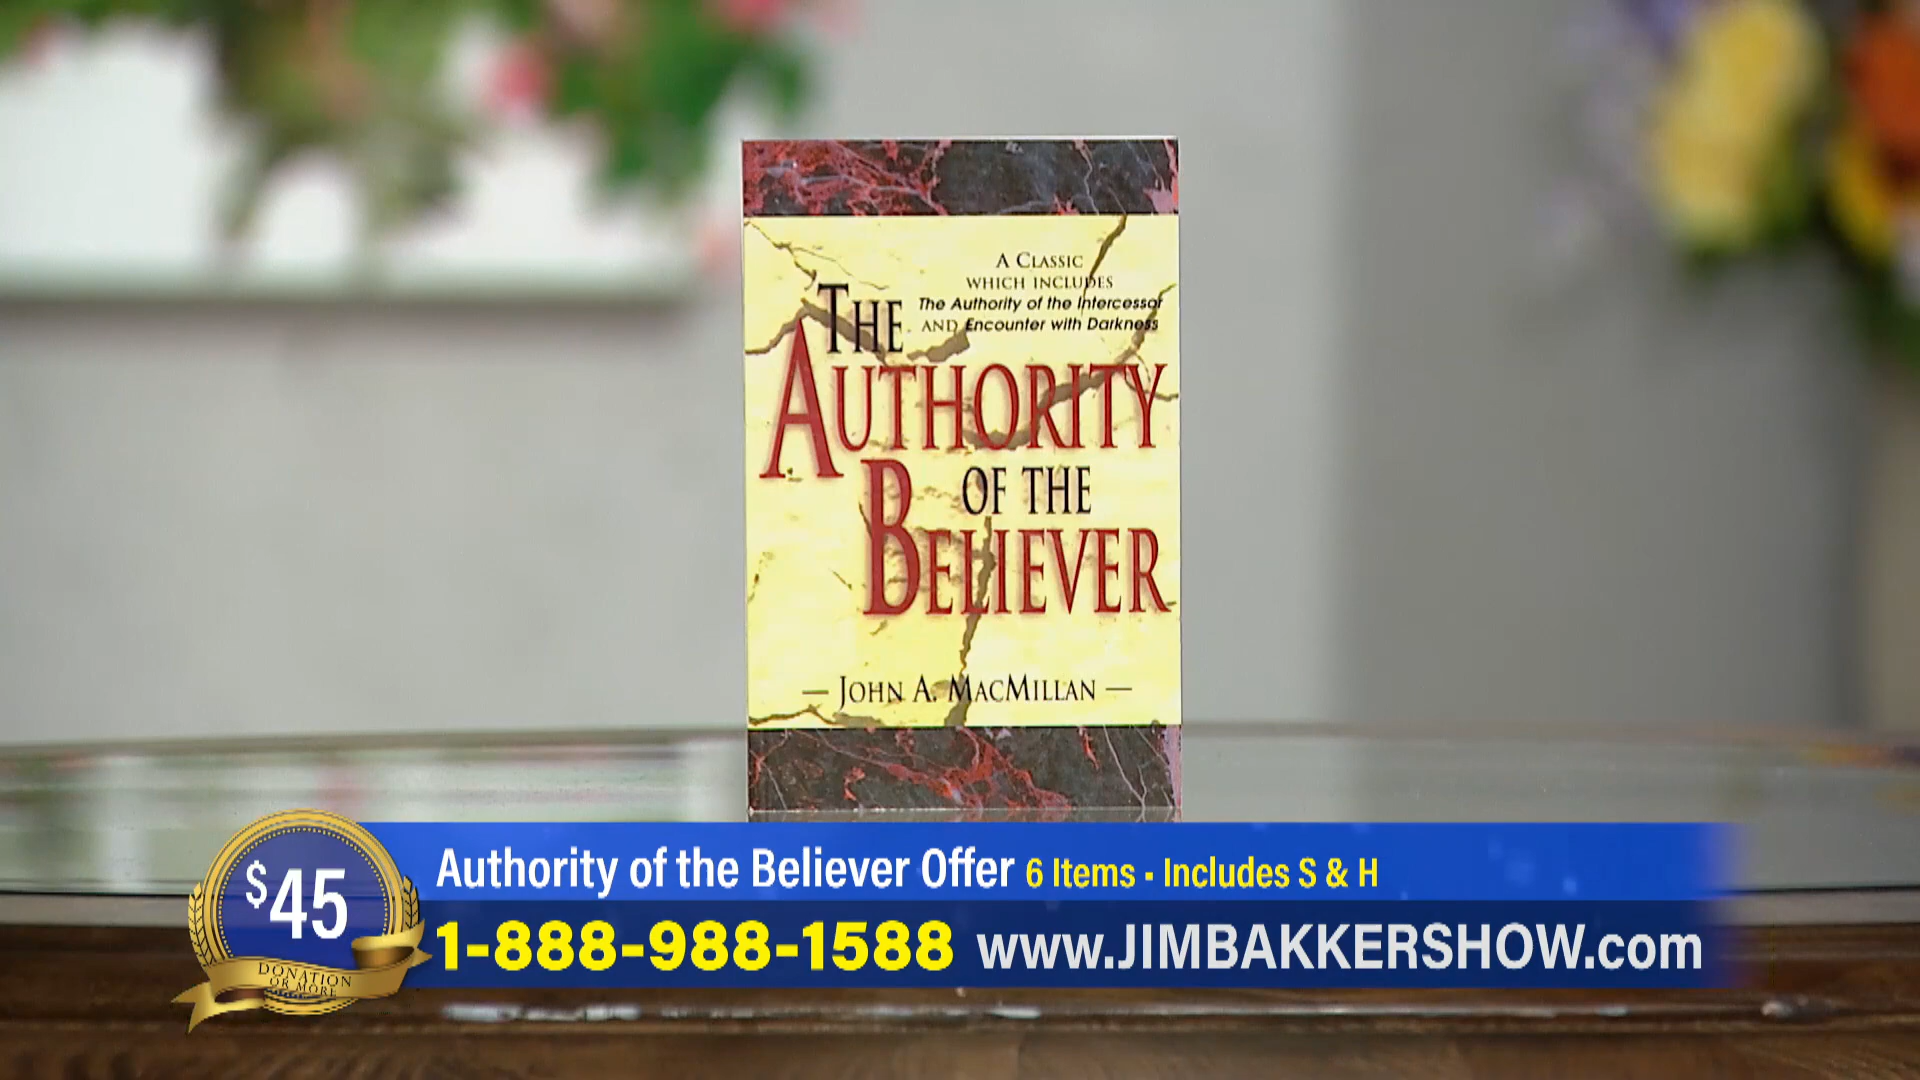 A CLASSIC
WHICH INCLUDES
The Authority of the Intercessor
AND Encounter with Darkness
THE
AUTHORITY
OF THE
BELIEVER
— JOHN A. MACMILLAN —
$45
DONATION
OR MORE
Authority of the Believer Offer 6 Items - Includes S & H
1-888-988-1588 www.JIMBAKKERSHOW.com